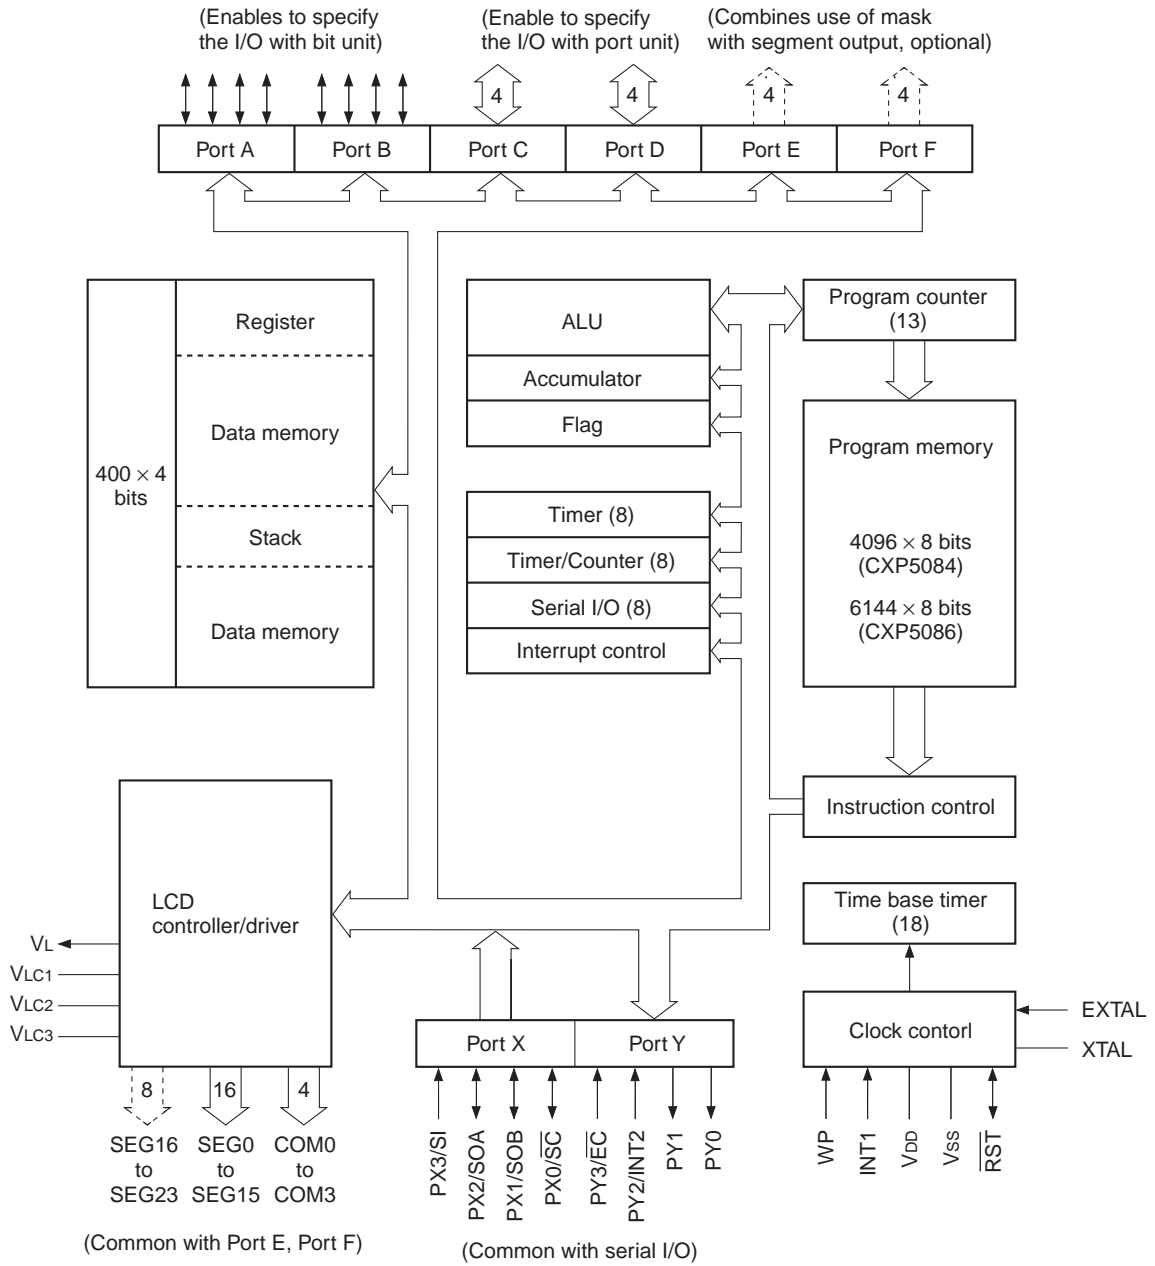 (Enables to specify
the I/O with bit unit)
(Enable to specify
the I/O with port unit)
(Combines use of mask
with segment output, optional)
4
4
4
4
Port A
Port B
Port C
Port D
Port E
Port F
400 × 4
bits
Register
Data memory
Stack
Data memory
ALU
Accumulator
Flag
Timer (8)
Timer/Counter (8)
Serial I/O (8)
Interrupt control
Program counter
(13)
Program memory
4096 × 8 bits
(CXP5084)
6144 × 8 bits
(CXP5086)
Instruction control
Time base timer
(18)
Clock contorl
EXTAL
XTAL
WP
INT1
VDD
VSS
RST
LCD
controller/driver
VL
VLC1
VLC2
VLC3
8
16
4
SEG16
to
SEG23
SEG0
to
SEG15
COM0
to
COM3
(Common with Port E, Port F)
Port X
Port Y
PX3/SI
PX2/SOA
PX1/SOB
PX0/SC
PY3/EC
PY2/INT2
PY1
PY0
(Common with serial I/O)